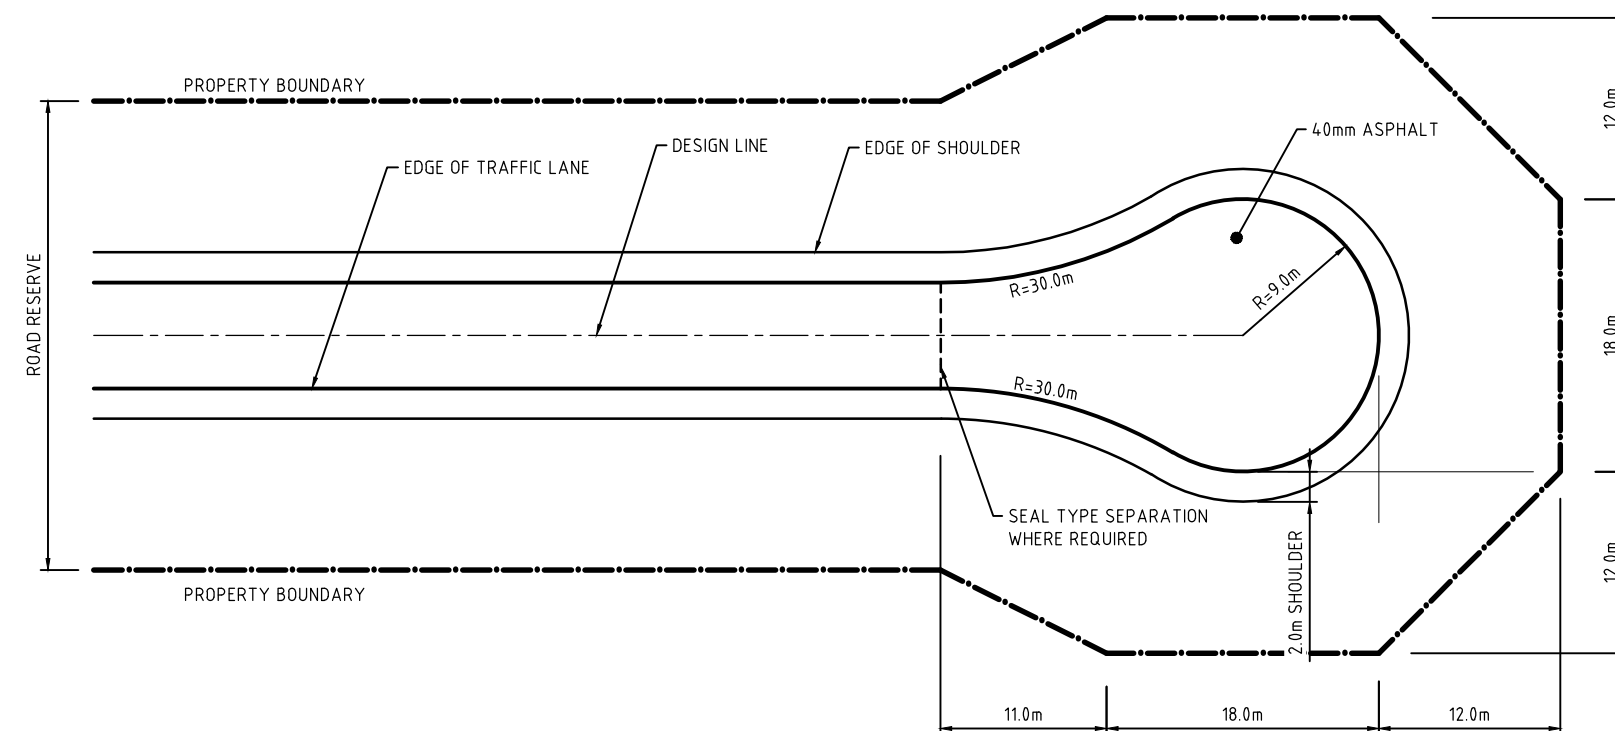 PROPERTY BOUNDARY
40mm ASPHALT
12.0m
DESIGN LINE
EDGE OF SHOULDER
EDGE OF TRAFFIC LANE
ROAD RESERVE
R=30.0m
R=9.0m
18.0m
R=30.0m
SEAL TYPE SEPARATION
WHERE REQUIRED
2.0m SHOULDER
12.0m
PROPERTY BOUNDARY
11.0m
18.0m
12.0m